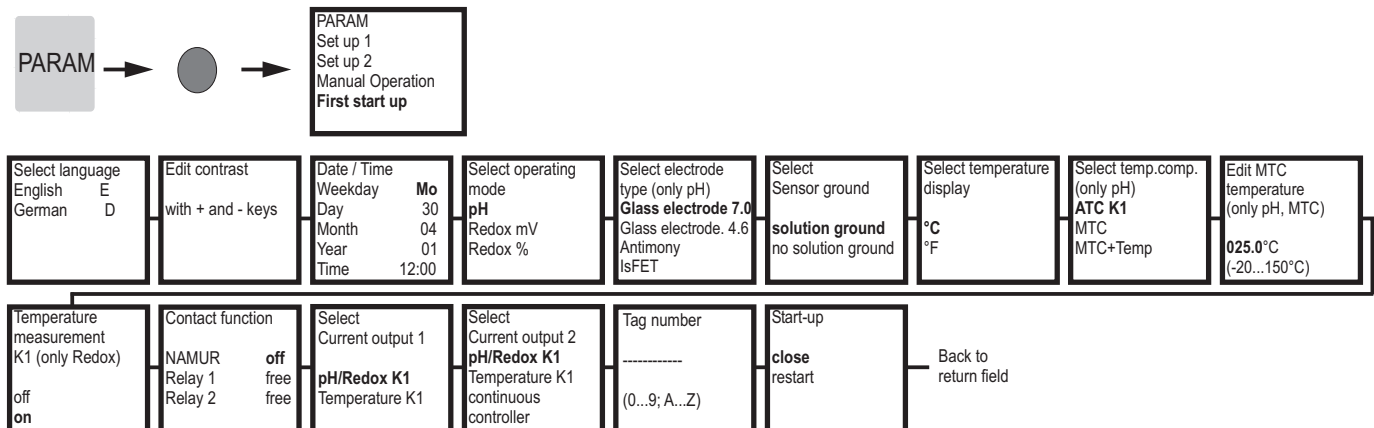 PARAM
PARAM
Set up 1
Set up 2
Manual Operation
First start up
Select language
English E
German D
Edit contrast
with + and - keys
Date / Time
Weekday Mo
Day 30
Month 04
Year 01
Time 12:00
Select operating
mode
pH
Redox mV
Redox %
Select electrode
type (only pH)
Glass electrode 7.0
Glass electrode. 4.6
Antimony
IsFET
Select
Sensor ground
solution ground
no solution ground
Select temperature
display
°C
°F
Select temp.comp.
(only pH)
ATC K1
MTC
MTC+Temp
Edit MTC
temperature
(only pH, MTC)
025.0°C
(-20...150°C)
Temperature
measurement
K1 (only Redox)
off
on
Contact function
NAMUR off
Relay 1 free
Relay 2 free
Select
Current output 1
pH/Redox K1
Temperature K1
Select
Current output 2
pH/Redox K1
Temperature K1
continuous
controller
Tag number
------------
(0...9; A...Z)
Start-up
close
restart
Back to
return field